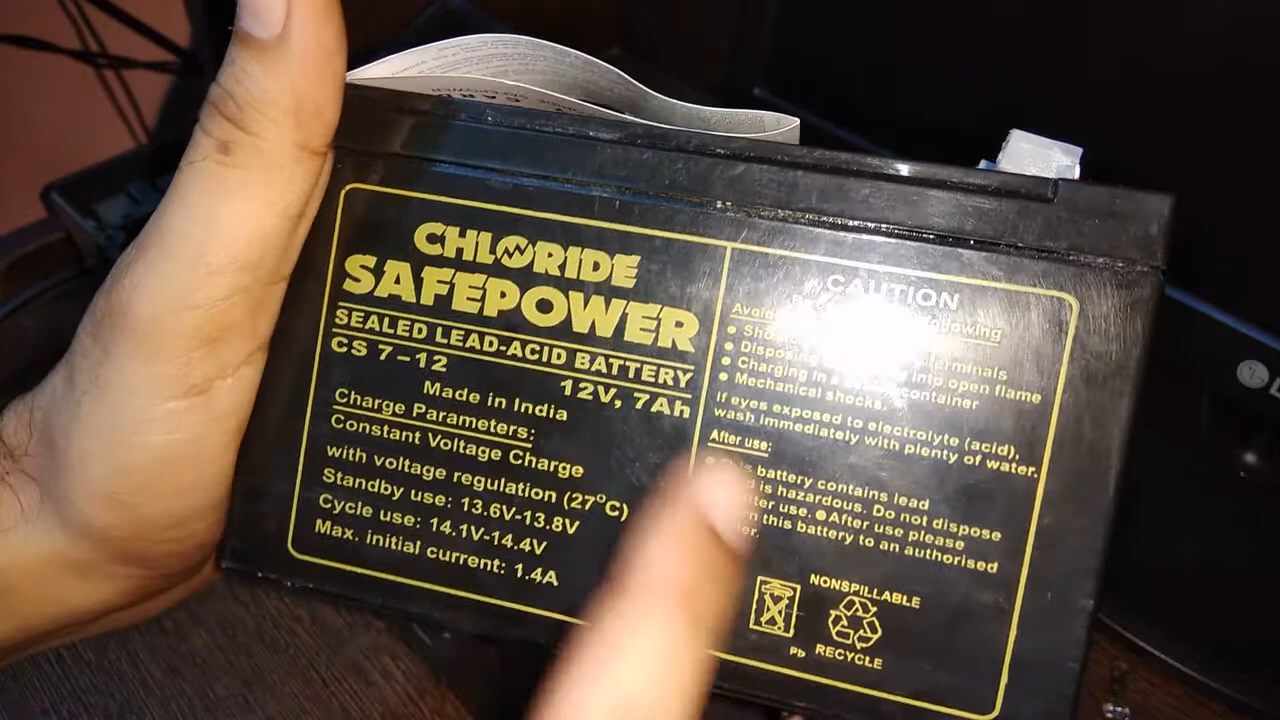 CHLORIDE
SAFEPOWER
SEALED LEAD-ACID BATTERY
CS 7-12
12V, 7Ah
Made in India
Charge Parameters:
Constant Voltage Charge
with voltage regulation (27°C)
Standby use: 13.6V-13.8V
Cycle use: 14.1V-14.4V
Max. initial current: 1.4A
CAUTION
Avoid
● terminals
● Disposing into open flame
● Charging in a container
● Mechanical shocks.
If eyes exposed to electrolyte (acid),
wash immediately with plenty of water.
After use:
● battery contains lead
is hazardous. Do not dispose
use. ●After use please
this battery to an authorised
NONSPILLABLE
Pb
RECYCLE